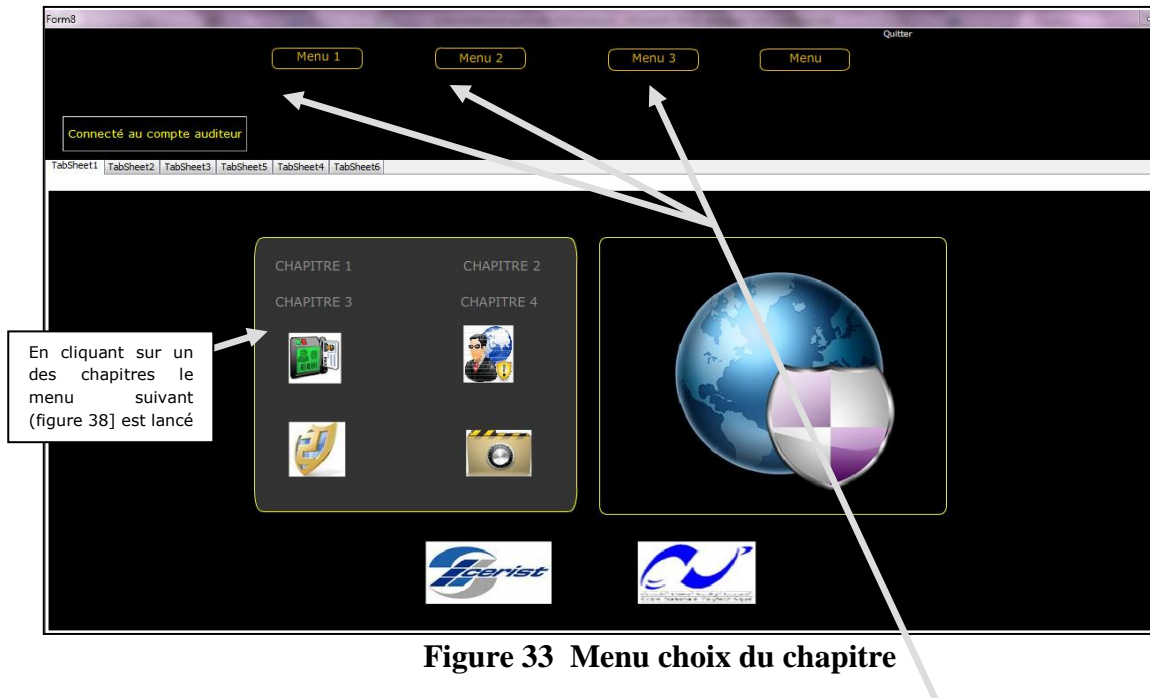 Form8
Quitter
Menu 1 Menu 2 Menu 3 Menu
Connecté au compte auditeur
TabSheet1 TabSheet2 TabSheet3 TabSheet5 TabSheet4 TabSheet6
CHAPITRE 1 CHAPITRE 2
CHAPITRE 3 CHAPITRE 4
En cliquant sur un
des chapitres le
menu suivant
(figure 38] est lancé
cerist
Figure 33 Menu choix du chapitre